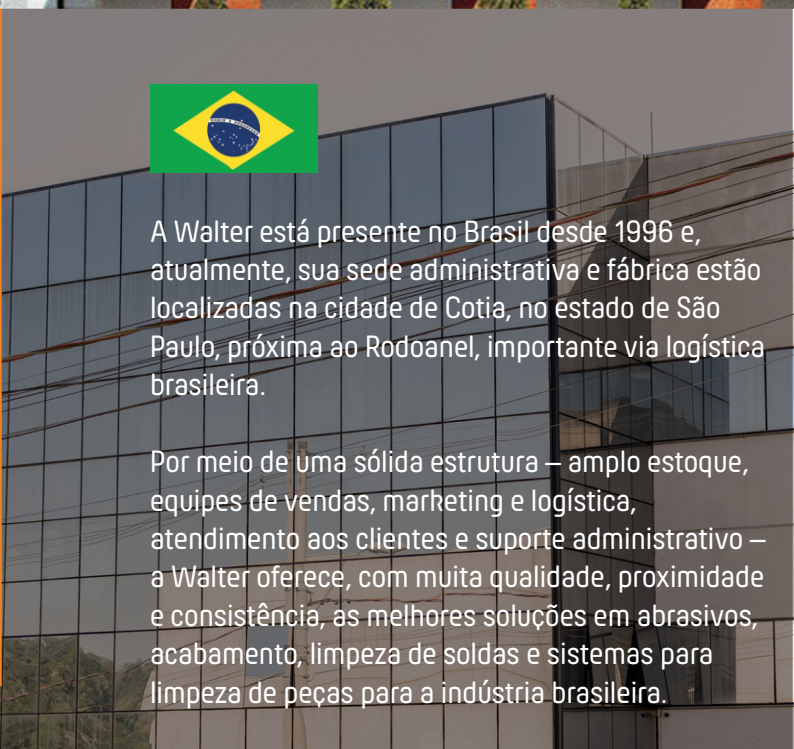 A Walter está presente no Brasil desde 1996 e,
atualmente, sua sede administrativa e fábrica estão
localizadas na cidade de Cotia, no estado de São
Paulo, próxima ao Rodoanel, importante via logística
brasileira.
Por meio de uma sólida estrutura – amplo estoque,
equipes de vendas, marketing e logística,
atendimento aos clientes e suporte administrativo –
a Walter oferece, com muita qualidade, proximidade
e consistência, as melhores soluções em abrasivos,
acabamento, limpeza de soldas e sistemas para
limpeza de peças para a indústria brasileira.